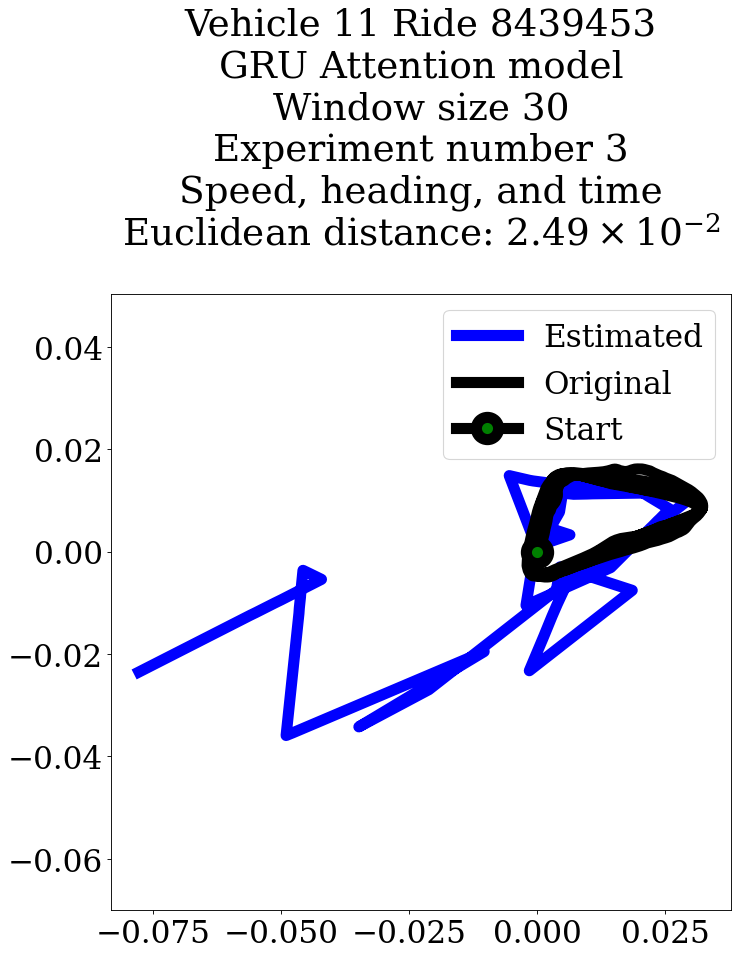 Vehicle 11 Ride 8439453
GRU Attention model
Window size 30
Experiment number 3
Speed, heading, and time
Euclidean distance: 2.49 × 10⁻²
Estimated
Original
Start
0.04
0.02
0.00
−0.02
−0.04
−0.06
−0.075 −0.050 −0.025 0.000 0.025